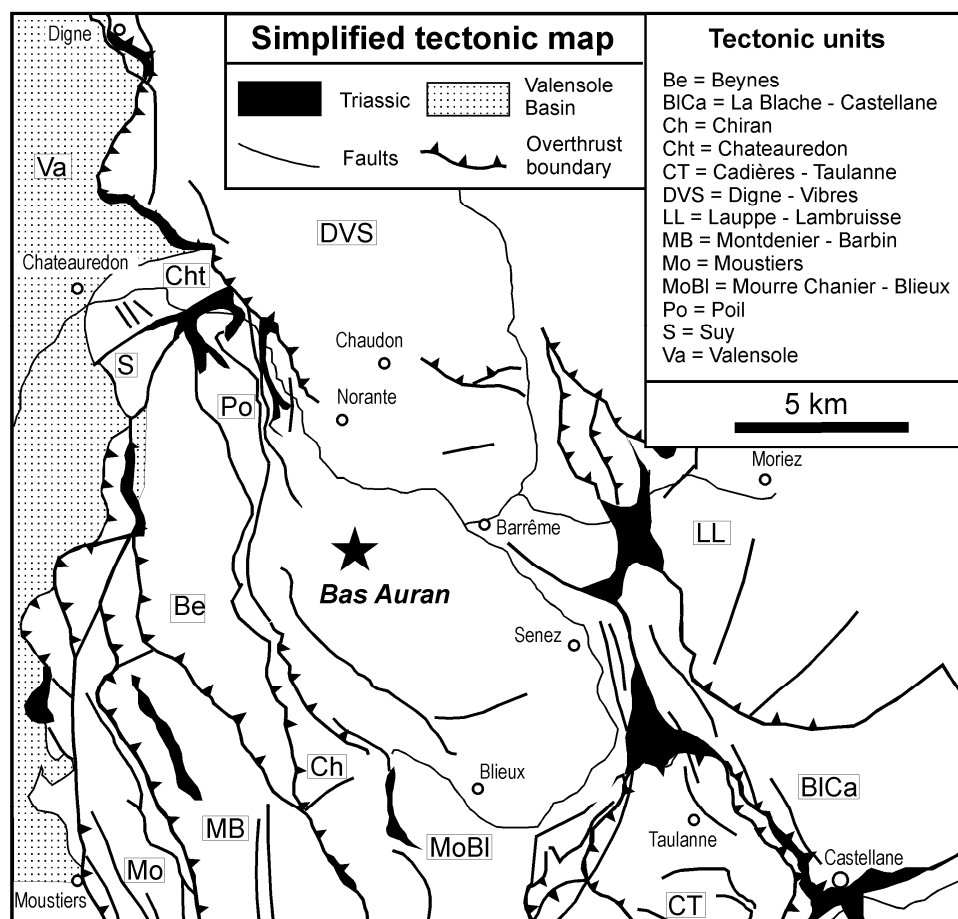 Digne
Simplified tectonic map
Triassic
Valensole
Basin
Faults
Overthrust
boundary
Tectonic units
Be = Beynes
BlCa = La Blache - Castellane
Ch = Chiran
Cht = Chateauredon
CT = Cadières - Taulanne
DVS = Digne - Vibres
LL = Lauppe - Lambruisse
MB = Montdenier - Barbin
Mo = Moustiers
MoBl = Mourre Chanier - Blieux
Po = Poil
S = Suy
Va = Valensole
5 km
Va
DVS
Chateauredon
Cht
Chaudon
S
Po
Norante
Moriez
Barrême
LL
Bas Auran
Be
Senez
Ch
Blieux
BlCa
MB
MoBl
Taulanne
Mo
Castellane
Moustiers
CT